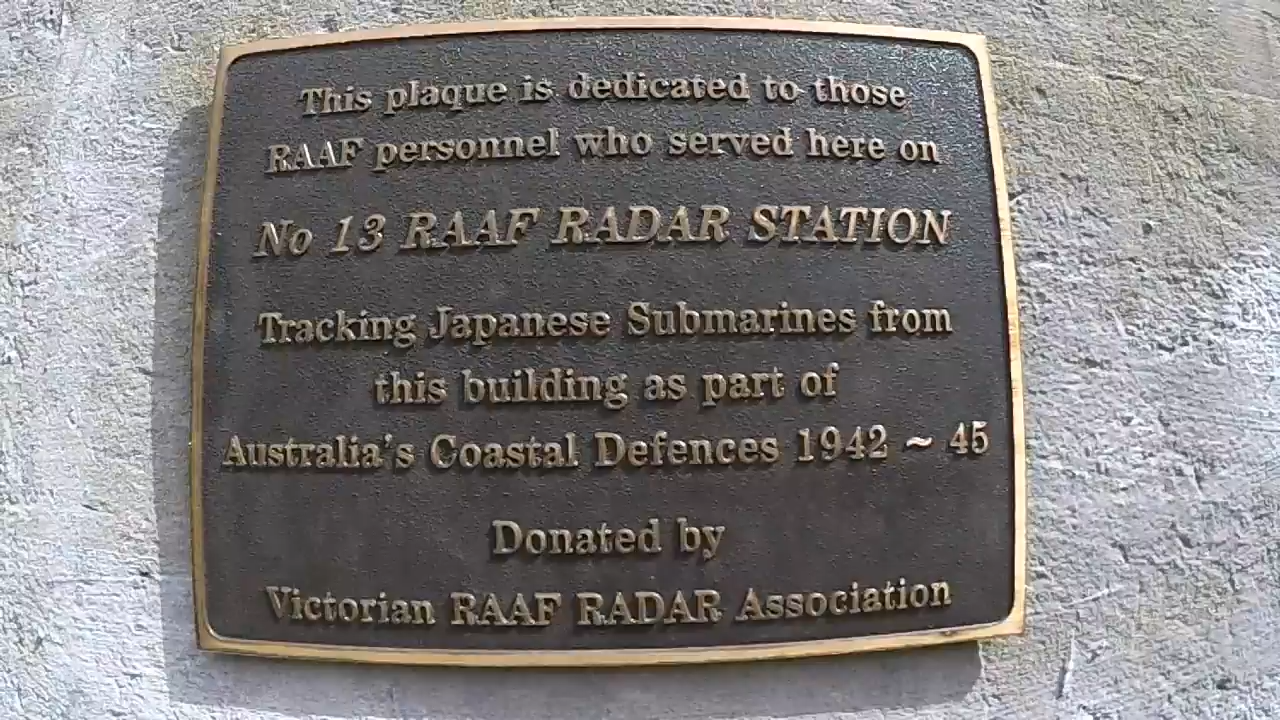 This plaque is dedicated to those
RAAF personnel who served here on
No 13 RAAF RADAR STATION
Tracking Japanese Submarines from
this building as part of
Australia's Coastal Defences 1942 ~ 45
Donated by
Victorian RAAF RADAR Association